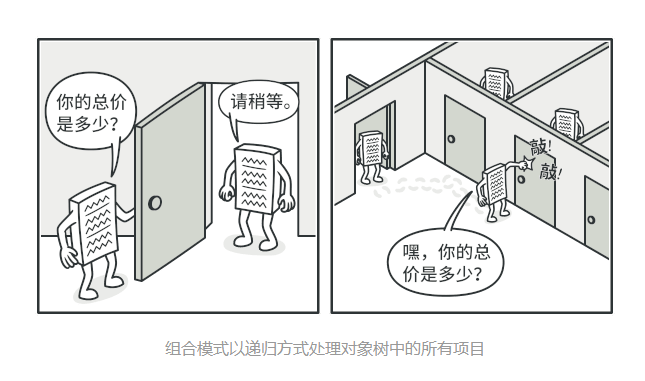 你的总价
是多少？
请稍等。
敲！
敲！
嘿，你的总
价是多少？
组合模式以递归方式处理对象树中的所有项目